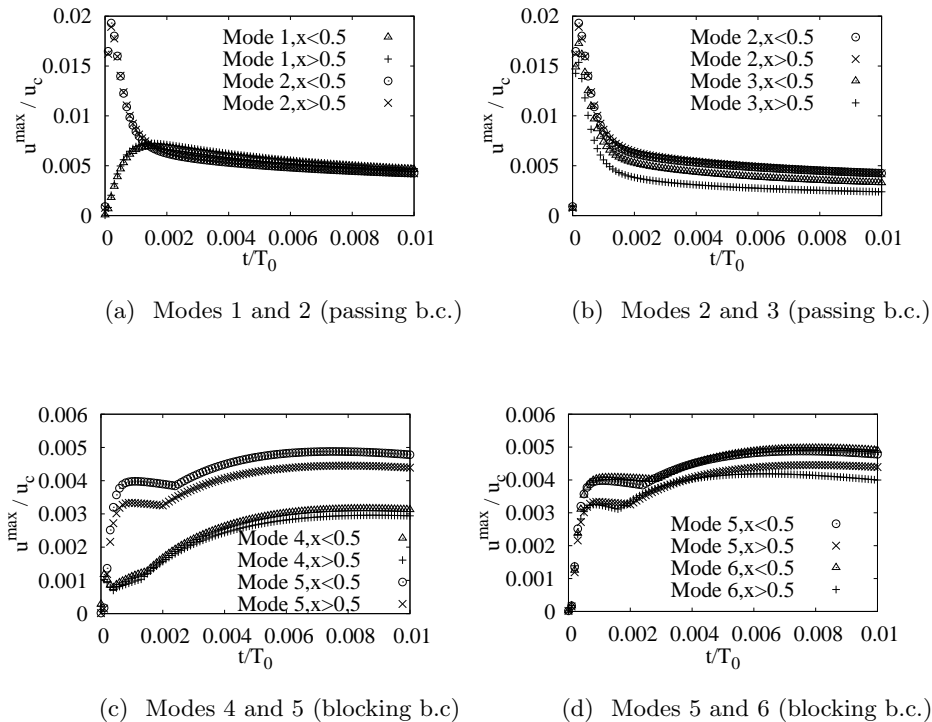 0.02
0.015
0.01
0.005
0
u^max / u_c
Mode 1,x<0.5
Mode 1,x>0.5
Mode 2,x<0.5
Mode 2,x>0.5
0 0.002 0.004 0.006 0.008 0.01
t/T_0
(a) Modes 1 and 2 (passing b.c.)
0.02
0.015
0.01
0.005
0
u^max / u_c
Mode 2,x<0.5
Mode 2,x>0.5
Mode 3,x<0.5
Mode 3,x>0.5
0 0.002 0.004 0.006 0.008 0.01
t/T_0
(b) Modes 2 and 3 (passing b.c.)
0.006
0.005
0.004
0.003
0.002
0.001
0
u^max / u_c
Mode 4,x<0.5
Mode 4,x>0.5
Mode 5,x<0.5
Mode 5,x>0.5
0 0.002 0.004 0.006 0.008 0.01
t/T_0
(c) Modes 4 and 5 (blocking b.c)
0.006
0.005
0.004
0.003
0.002
0.001
0
u^max / u_c
Mode 5,x<0.5
Mode 5,x>0.5
Mode 6,x<0.5
Mode 6,x>0.5
0 0.002 0.004 0.006 0.008 0.01
t/T_0
(d) Modes 5 and 6 (blocking b.c.)